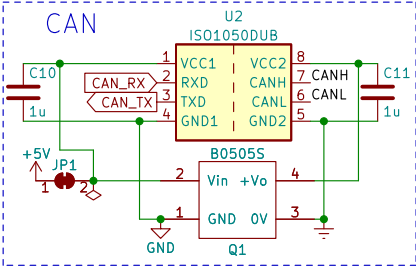 CAN
U2
ISO1050DUB
C10
1u
1 VCC1 VCC2 8
CAN_RX 2 RXD CANH 7 CANH
CAN_TX 3 TXD CANL 6 CANL
4 GND1 GND2 5
C11
1u
B0505S
+5V
JP1
1 2
2 Vin +Vo 4
1 GND 0V 3
GND
Q1